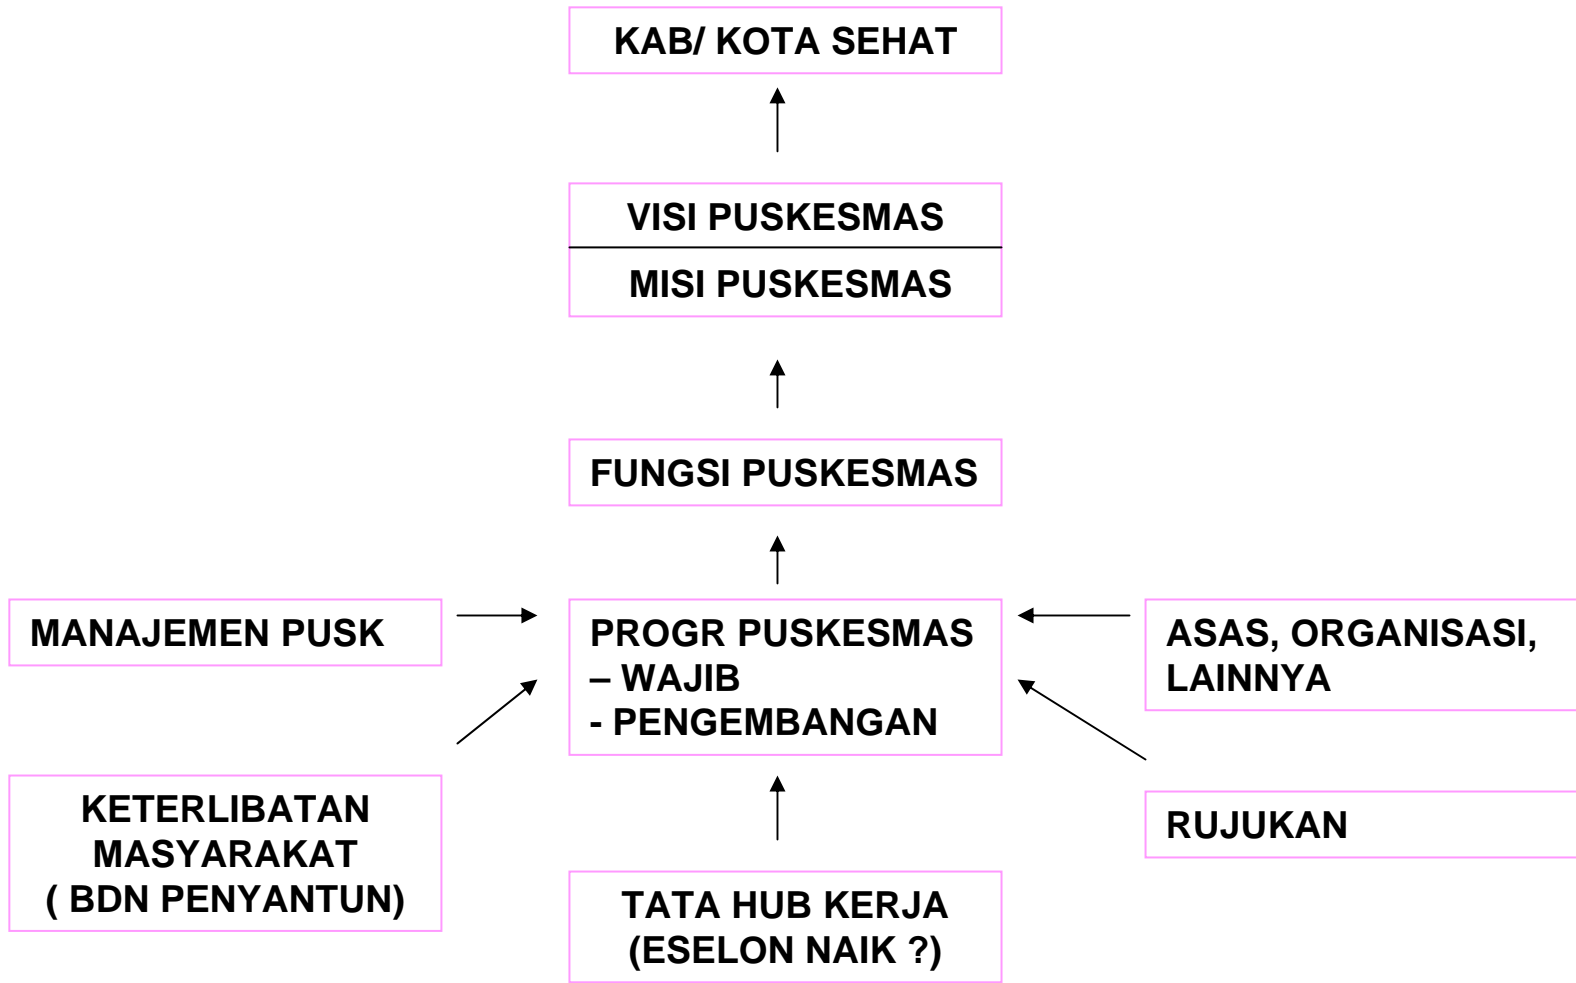 KAB/ KOTA SEHAT
VISI PUSKESMAS
MISI PUSKESMAS
FUNGSI PUSKESMAS
MANAJEMEN PUSK
PROGR PUSKESMAS
– WAJIB
- PENGEMBANGAN
ASAS, ORGANISASI,
LAINNYA
KETERLIBATAN
MASYARAKAT
( BDN PENYANTUN)
TATA HUB KERJA
(ESELON NAIK ?)
RUJUKAN